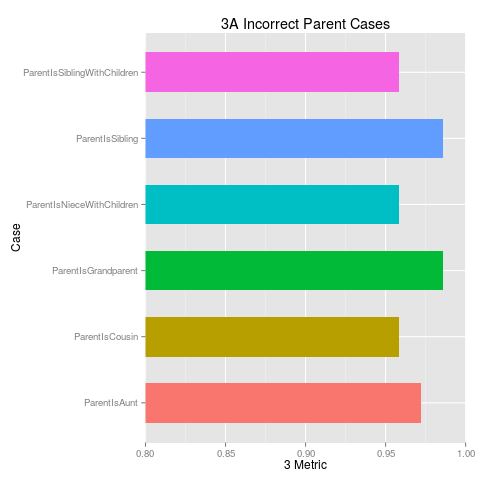 3A Incorrect Parent Cases
ParentIsSiblingWithChildren
ParentIsSibling
ParentIsNieceWithChildren
Case
ParentIsGrandparent
ParentIsCousin
ParentIsAunt
0.80 0.85 0.90 0.95 1.00
3 Metric